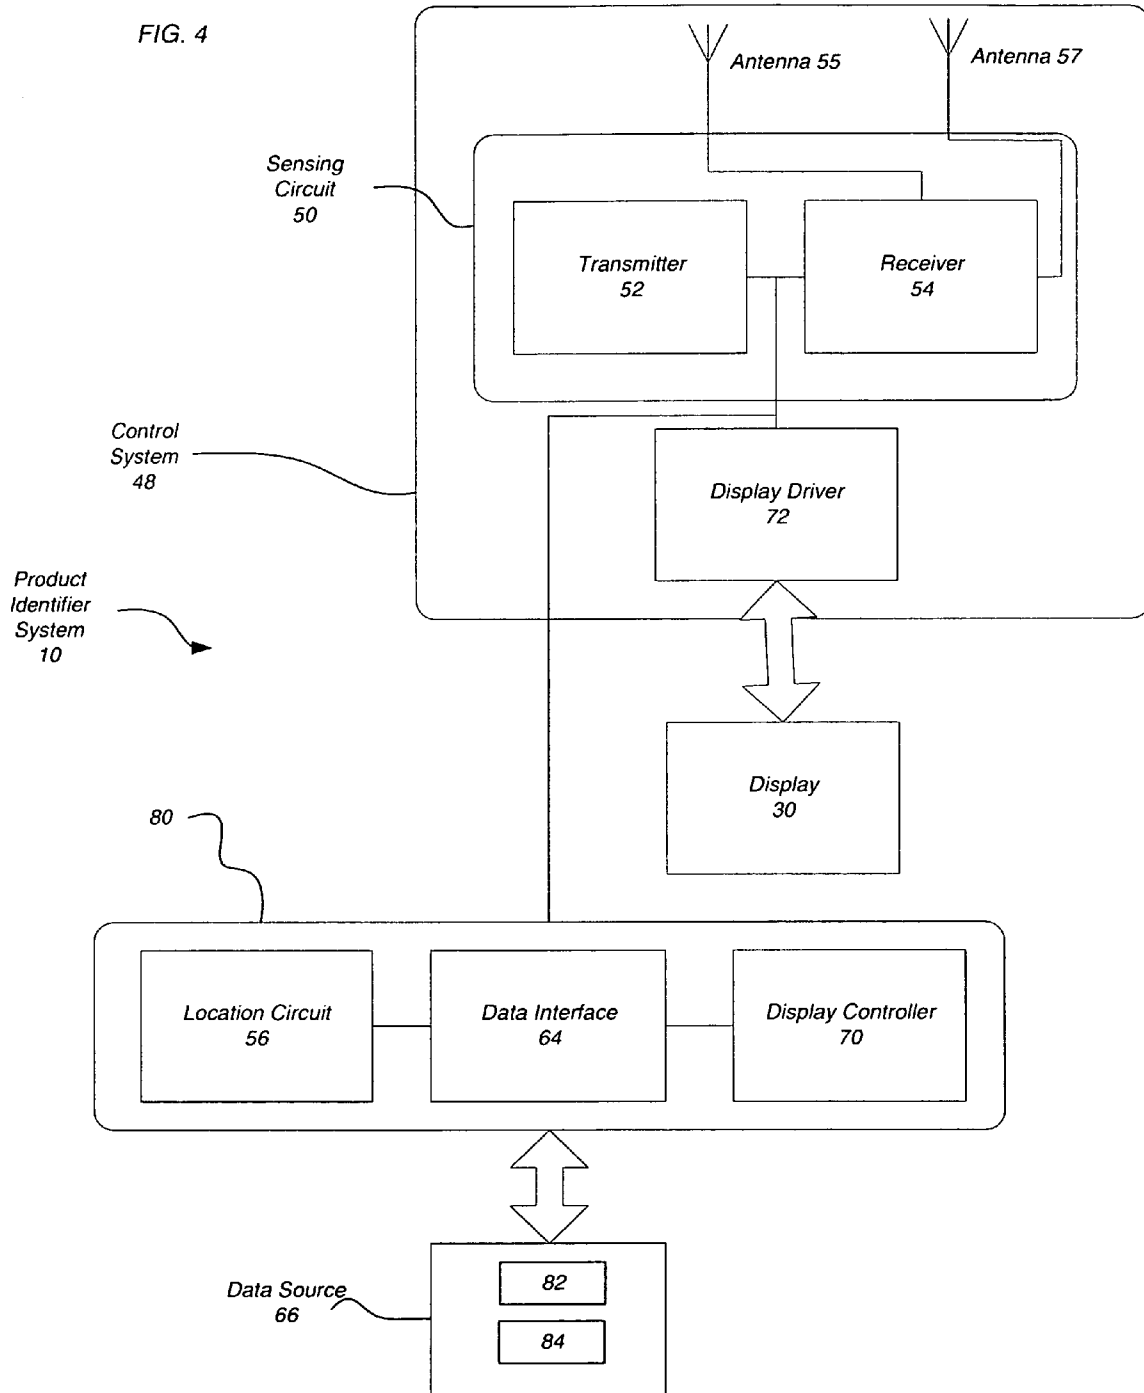 FIG. 4
Antenna 55
Antenna 57
Sensing
Circuit
50
Transmitter
52
Receiver
54
Control
System
48
Display Driver
72
Product
Identifier
System
10
Display
30
80
Location Circuit
56
Data Interface
64
Display Controller
70
Data Source
66
82
84